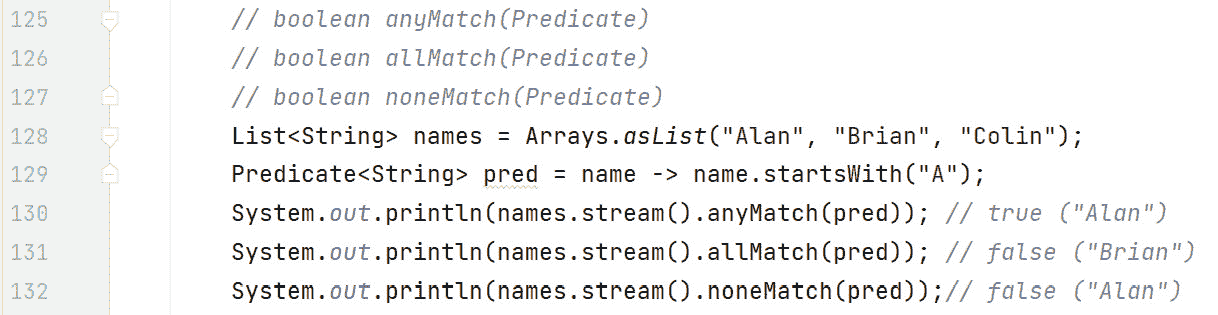 125 // boolean anyMatch(Predicate)
126 // boolean allMatch(Predicate)
127 // boolean noneMatch(Predicate)
128 List<String> names = Arrays.asList("Alan", "Brian", "Colin");
129 Predicate<String> pred = name -> name.startsWith("A");
130 System.out.println(names.stream().anyMatch(pred)); // true ("Alan")
131 System.out.println(names.stream().allMatch(pred)); // false ("Brian")
132 System.out.println(names.stream().noneMatch(pred));// false ("Alan")